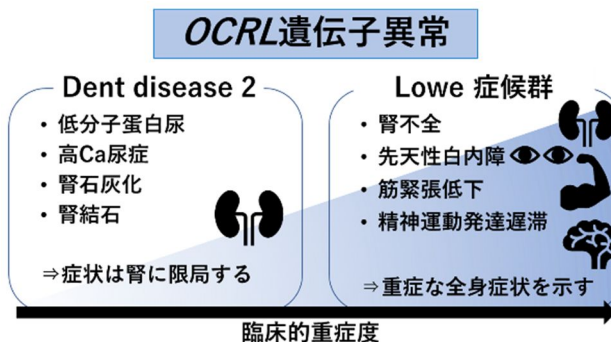 OCRL遺伝子異常
Dent disease 2
・低分子蛋白尿
・高Ca尿症
・腎石灰化
・腎結石
⇒症状は腎に限局する
Lowe 症候群
・腎不全
・先天性白内障
・筋緊張低下
・精神運動発達遅滞
⇒重症な全身症状を示す
臨床的重症度